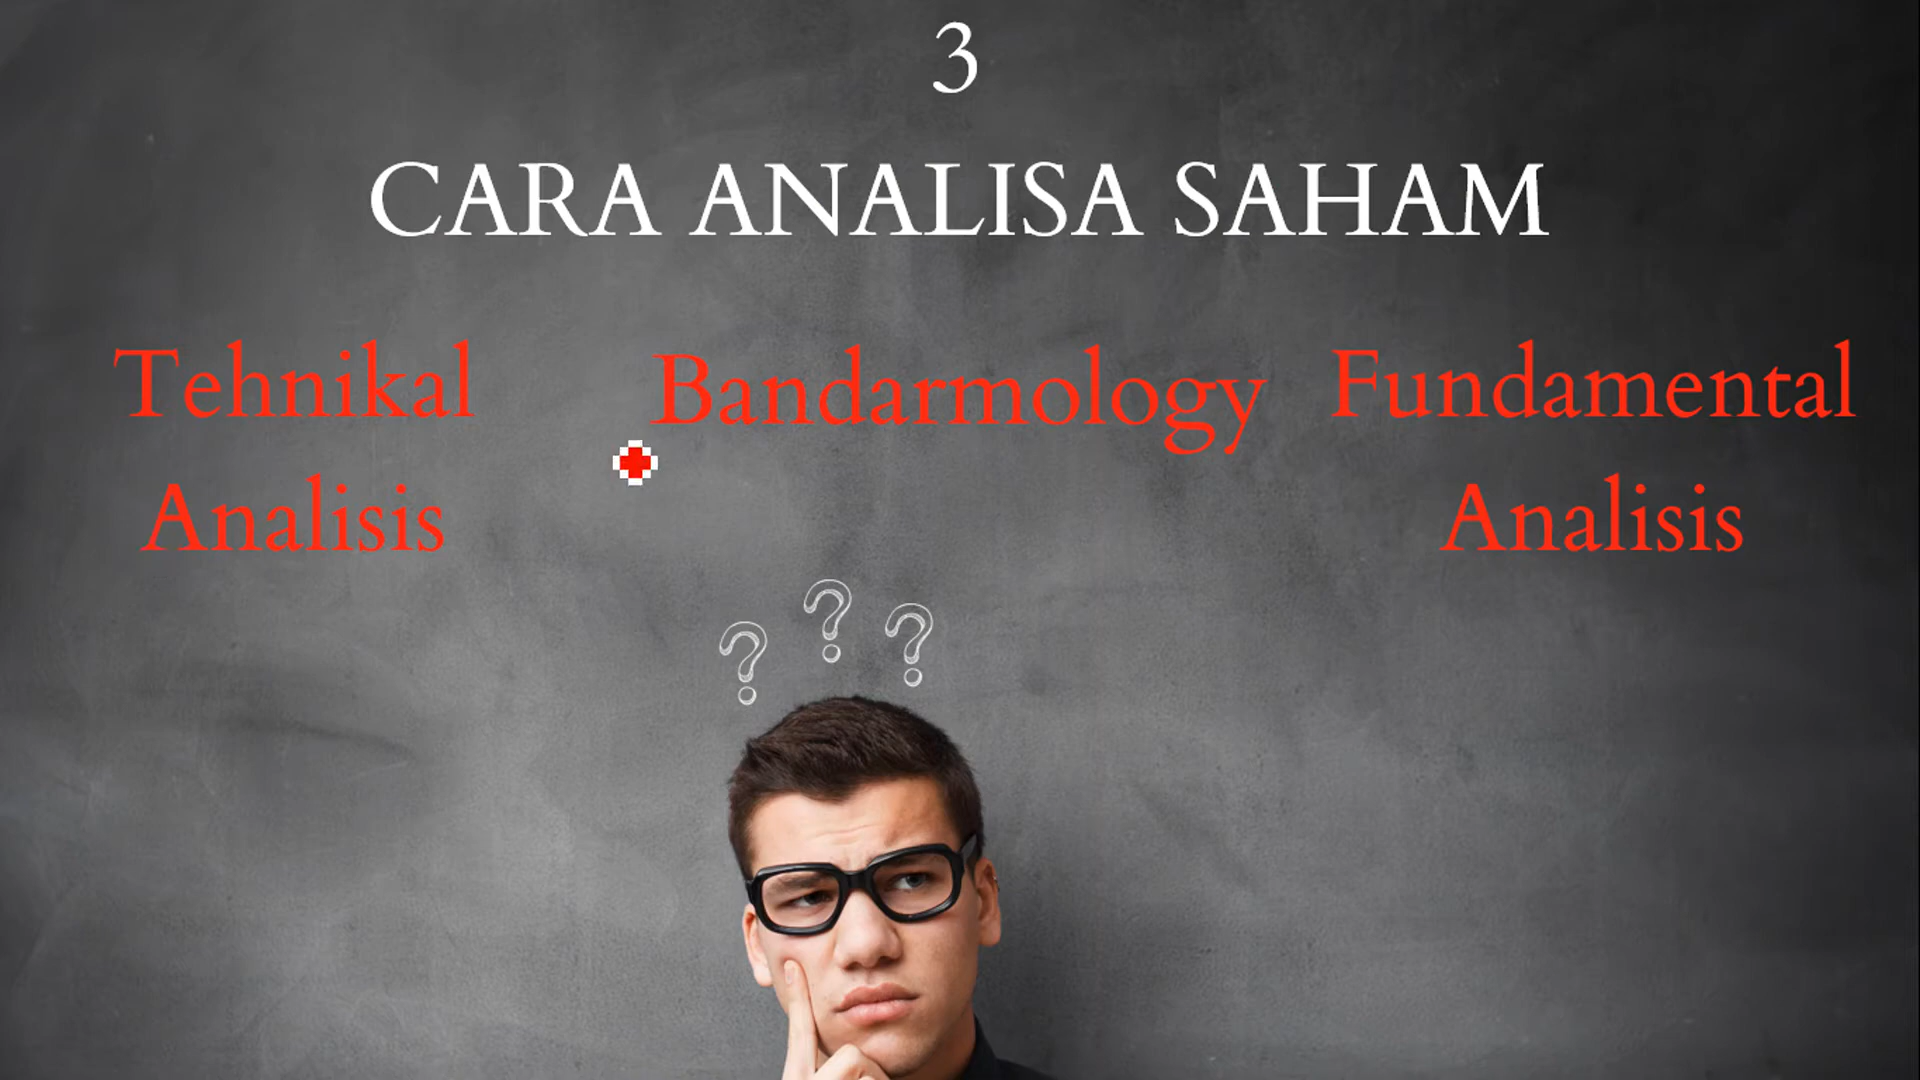 3
CARA ANALISA SAHAM
Tehnikal
Analisis
Bandarmology
Fundamental
Analisis
? ? ?